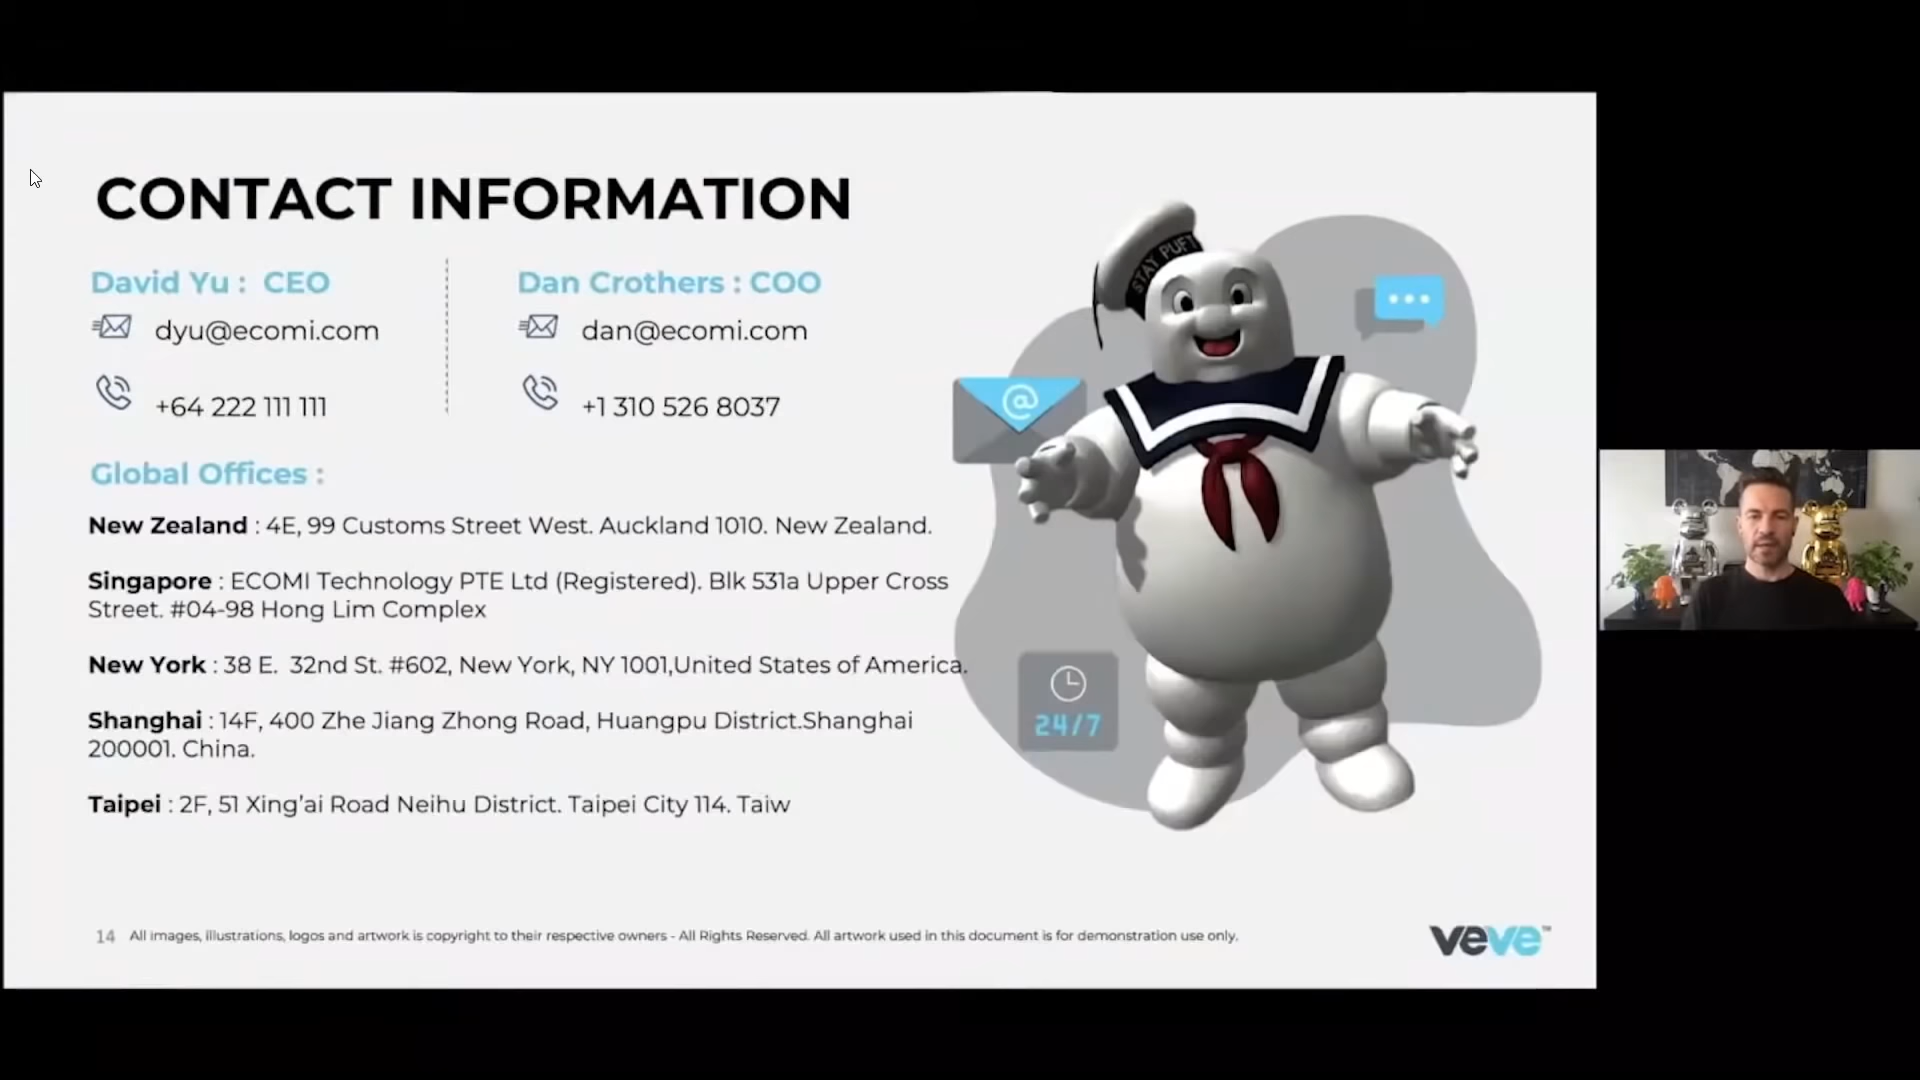 CONTACT INFORMATION
David Yu : CEO
dyu@ecomi.com
+64 222 111 111
Dan Crothers : COO
dan@ecomi.com
+1 310 526 8037
Global Offices :
New Zealand : 4E, 99 Customs Street West. Auckland 1010. New Zealand.
Singapore : ECOMI Technology PTE Ltd (Registered). Blk 531a Upper Cross
Street. #04-98 Hong Lim Complex
New York : 38 E. 32nd St. #602, New York, NY 1001,United States of America.
Shanghai : 14F, 400 Zhe Jiang Zhong Road, Huangpu District.Shanghai
200001. China.
Taipei : 2F, 51 Xing’ai Road Neihu District. Taipei City 114. Taiw
STAY PUFT
@
24/7
14 All images, illustrations, logos and artwork is copyright to their respective owners - All Rights Reserved. All artwork used in this document is for demonstration use only.
veve™